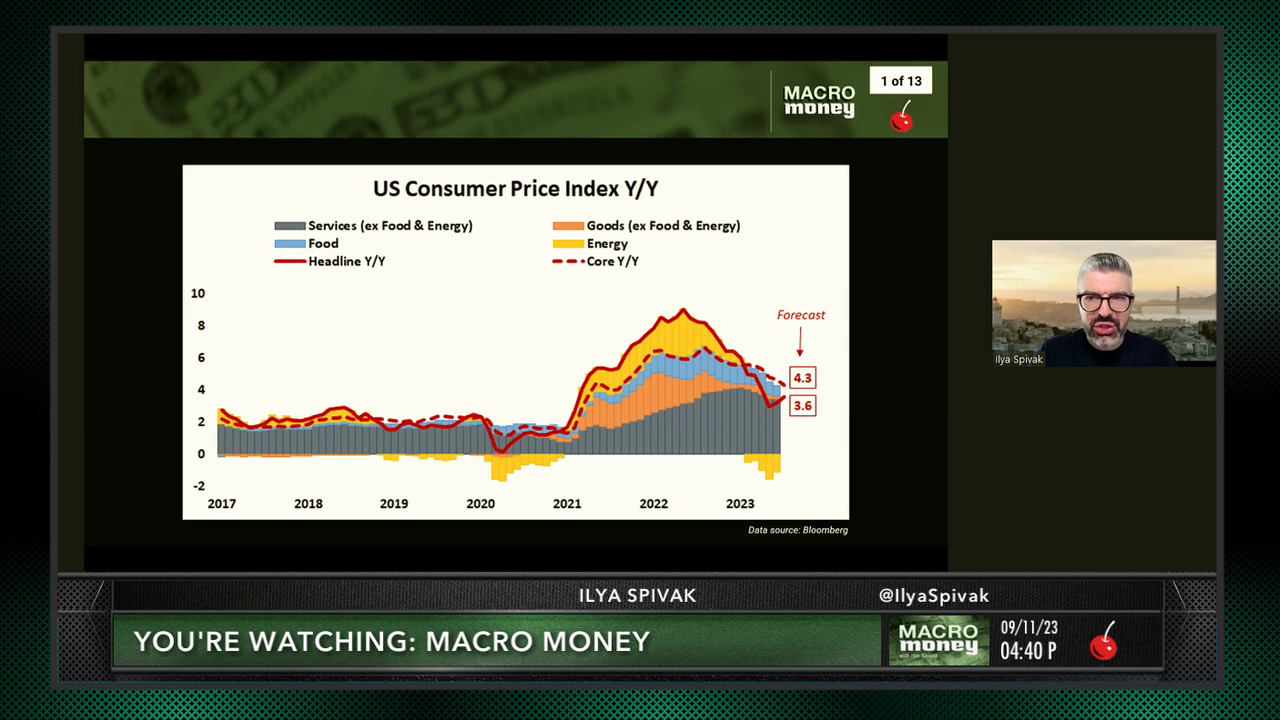 MACRO
money
1 of 13
US Consumer Price Index Y/Y
Services (ex Food & Energy)
Goods (ex Food & Energy)
Food
Energy
Headline Y/Y
Core Y/Y
10
8
6
4
2
0
-2
Forecast
4.3
3.6
2017
2018
2019
2020
2021
2022
2023
Data source: Bloomberg
Ilya Spivak
ILYA SPIVAK
@IlyaSpivak
YOU'RE WATCHING: MACRO MONEY
MACRO
money
with Ilya Spivak
09/11/23
04:40 P